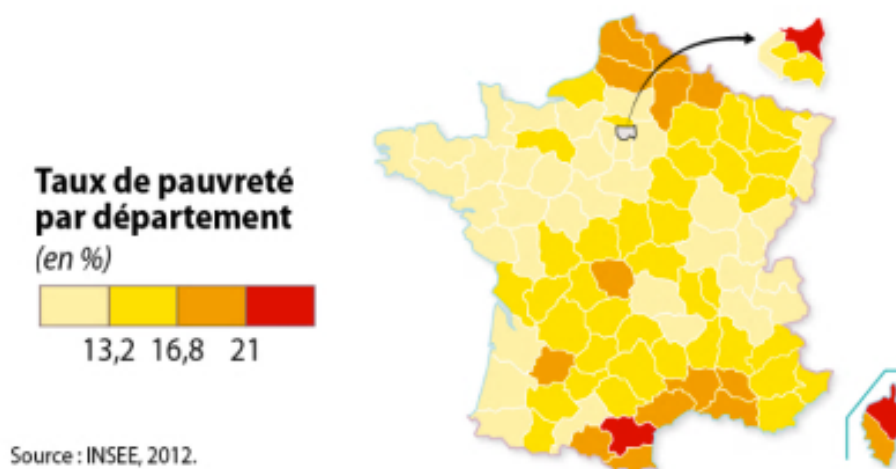 Taux de pauvreté
par département
(en %)
13,2 16,8 21
Source : INSEE, 2012.